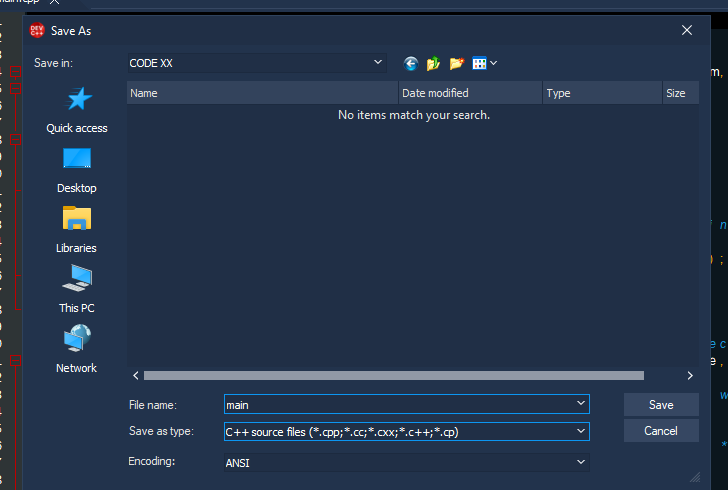 main.cpp
DEV
C++
Save As
Save in:
CODE XX
Name Date modified Type Size
No items match your search.
Quick access
Desktop
Libraries
This PC
Network
File name:
main
Save
Save as type:
C++ source files (*.cpp;*.cc;*.cxx;*.c++;*.cp)
Cancel
Encoding:
ANSI